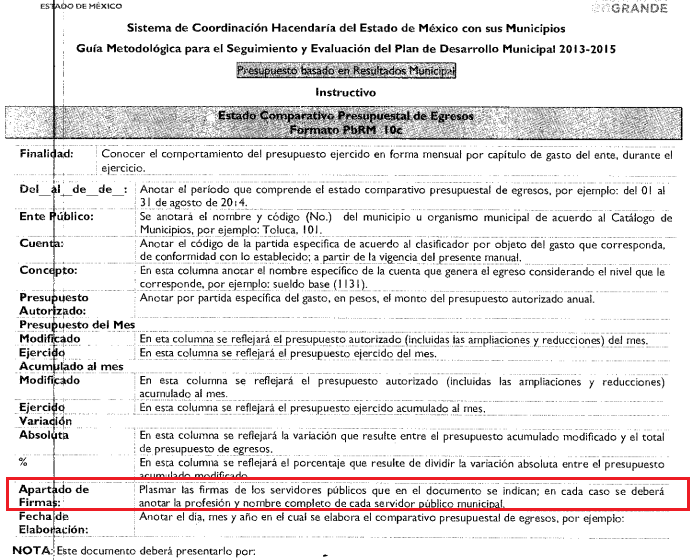 ESTADO DE MÉXICO
GRANDE
Sistema de Coordinación Hacendaría del Estado de México con sus Municipios
Guía Metodológica para el Seguimiento y Evaluación del Plan de Desarrollo Municipal 2013-2015
Presupuesto basado en Resultados Municipal
Instructivo
Estado Comparativo Presupuestal de Egresos
Formato PbRM 10c
Finalidad: Conocer el comportamiento del presupuesto ejercido en forma mensual por capítulo de gasto del ente, durante el
ejercicio.
Del__al__de__de__: Anotar el período que comprende el estado comparativo presupuestal de egresos, por ejemplo: del 01 al
31 de agosto de 2014.
Ente Público: Se anotará el nombre y código (No.) del municipio u organismo municipal de acuerdo al Catálogo de
Municipios, por ejemplo: Toluca, 101.
Cuenta: Anotar el código de la partida específica de acuerdo al clasificador por objeto del gasto que corresponda,
de conformidad con lo establecido; a partir de la vigencia del presente manual.
Concepto: En esta columna anotar el nombre específico de la cuenta que genera el egreso considerando el nivel que le
corresponde, por ejemplo: sueldo base (1131).
Presupuesto Anotar por partida específica del gasto, en pesos, el monto del presupuesto autorizado anual.
Autorizado:
Presupuesto del Mes
Modificado En eta columna se reflejará el presupuesto autorizado (incluidas las ampliaciones y reducciones) del mes.
Ejercido En esta columna se reflejará el presupuesto ejercido del mes.
Acumulado al mes
Modificado En esta columna se reflejará el presupuesto autorizado (incluidas las ampliaciones y reducciones)
acumulado al mes.
Ejercido En esta columna se reflejará el presupuesto ejercido acumulado al mes.
Variación
Absoluta En esta columna se reflejará la variación que resulte entre el presupuesto acumulado modificado y el total
de presupuesto de egresos.
% En esta columna se reflejará el porcentaje que resulte de dividir la variación absoluta entre el presupuesto
acumulado modificado.
Apartado de Plasmar las firmas de los servidores públicos que en el documento se indican; en cada caso se deberá
Firmas: anotar la profesión y nombre completo de cada servidor público municipal.
Fecha de Anotar el día, mes y año en el cual se elabora el comparativo presupuestal de egresos, por ejemplo:
Elaboración:
NOTA: Este documento deberá presentarlo por: